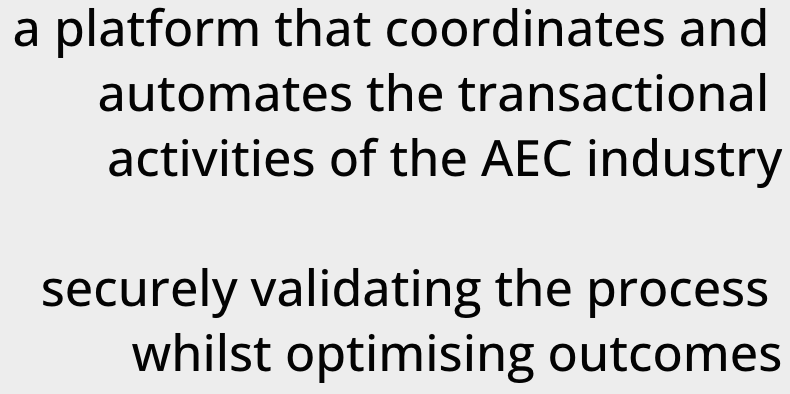 a platform that coordinates and
automates the transactional
activities of the AEC industry
securely validating the process
whilst optimising outcomes